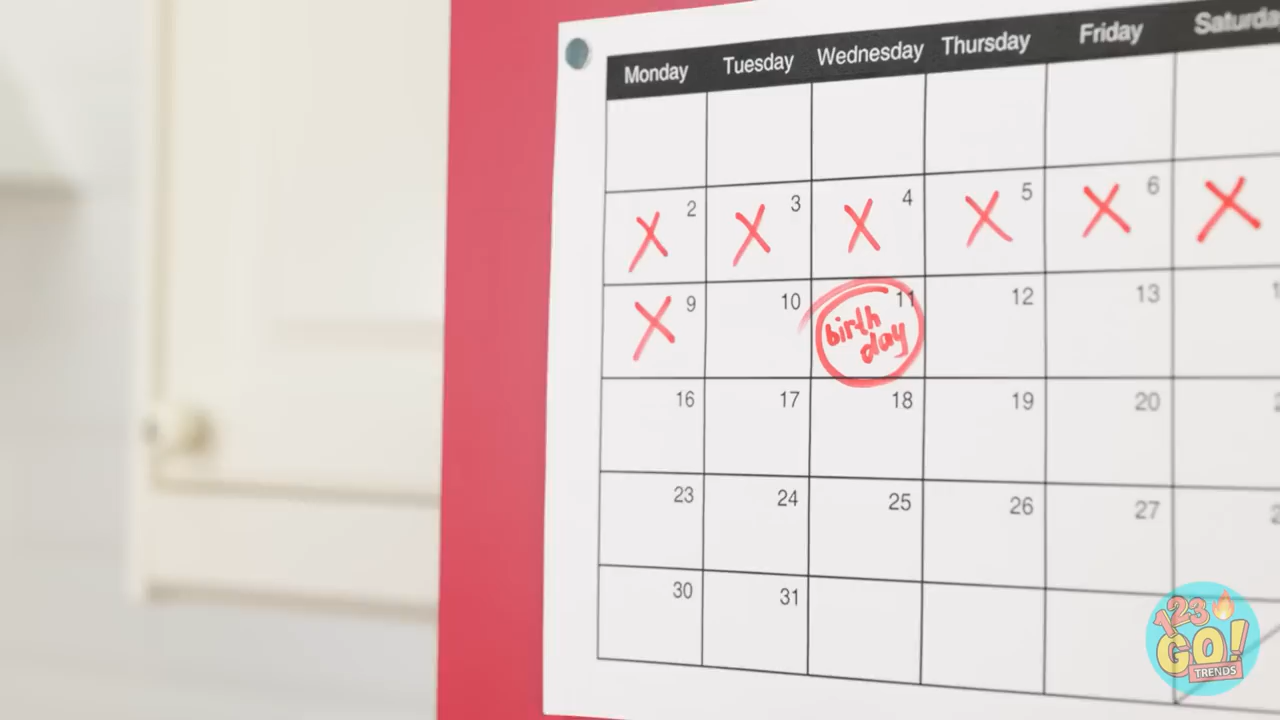 Monday Tuesday Wednesday Thursday Friday Saturda
2 3 4 5 6
9 10 11 12 13
birth
day
16 17 18 19 20
23 24 25 26 27
30 31
123
GO!
TRENDS